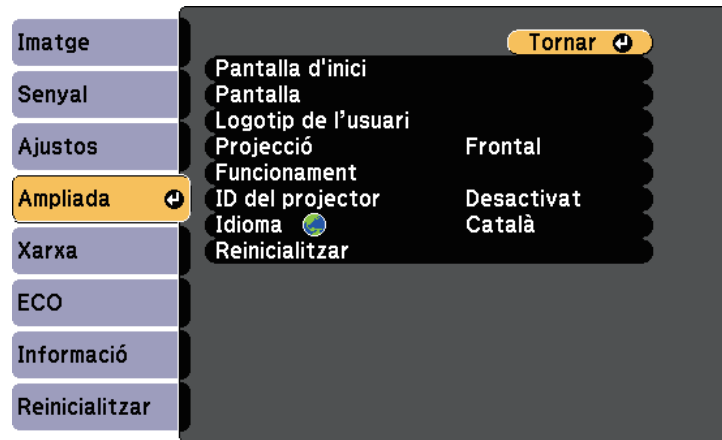 Imatge
Senyal
Ajustos
Ampliada
Xarxa
ECO
Informació
Reinicialitzar
Tornar
Pantalla d'inici
Pantalla
Logotip de l’usuari
Projecció Frontal
Funcionament
ID del projector Desactivat
Idioma Català
Reinicialitzar